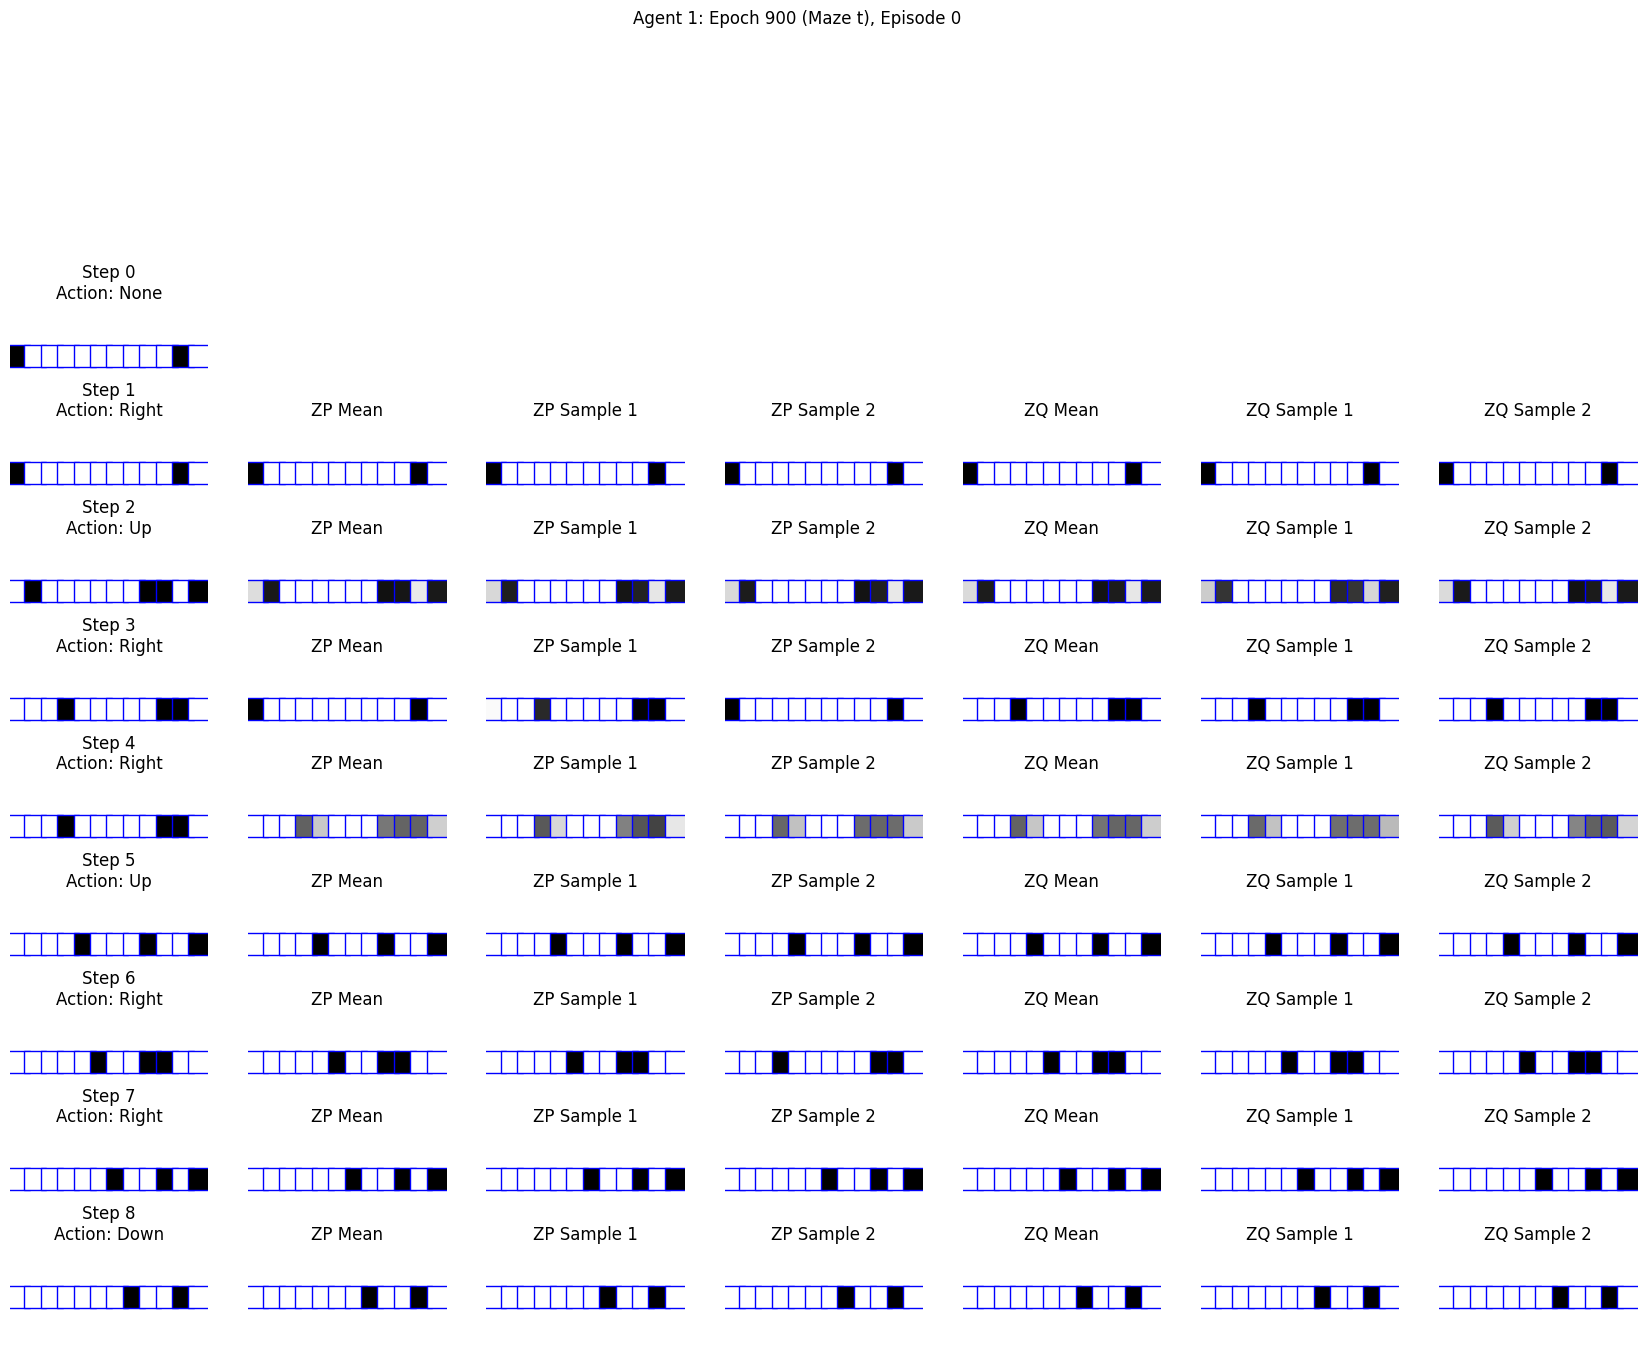 Agent 1: Epoch 900 (Maze t), Episode 0
Step 0
Action: None
Step 1
Action: Right
ZP Mean
ZP Sample 1
ZP Sample 2
ZQ Mean
ZQ Sample 1
ZQ Sample 2
Step 2
Action: Up
ZP Mean
ZP Sample 1
ZP Sample 2
ZQ Mean
ZQ Sample 1
ZQ Sample 2
Step 3
Action: Right
ZP Mean
ZP Sample 1
ZP Sample 2
ZQ Mean
ZQ Sample 1
ZQ Sample 2
Step 4
Action: Right
ZP Mean
ZP Sample 1
ZP Sample 2
ZQ Mean
ZQ Sample 1
ZQ Sample 2
Step 5
Action: Up
ZP Mean
ZP Sample 1
ZP Sample 2
ZQ Mean
ZQ Sample 1
ZQ Sample 2
Step 6
Action: Right
ZP Mean
ZP Sample 1
ZP Sample 2
ZQ Mean
ZQ Sample 1
ZQ Sample 2
Step 7
Action: Right
ZP Mean
ZP Sample 1
ZP Sample 2
ZQ Mean
ZQ Sample 1
ZQ Sample 2
Step 8
Action: Down
ZP Mean
ZP Sample 1
ZP Sample 2
ZQ Mean
ZQ Sample 1
ZQ Sample 2